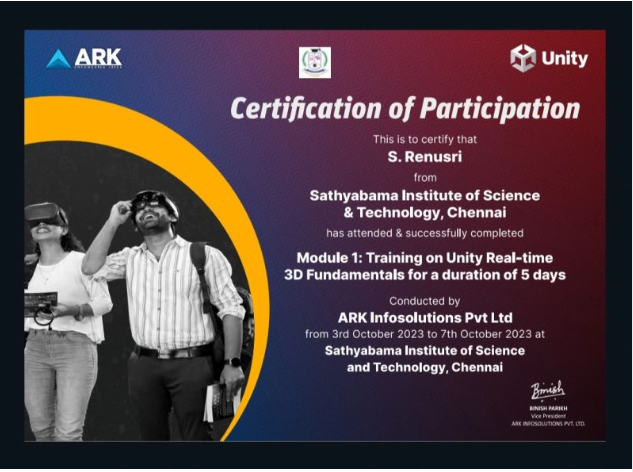 ARK
Unity
Certification of Participation
This is to certify that
S. Renusri
from
Sathyabama Institute of Science
& Technology, Chennai
has attended & successfully completed
Module 1: Training on Unity Real-time
3D Fundamentals for a duration of 5 days
Conducted by
ARK Infosolutions Pvt Ltd
from 3rd October 2023 to 7th October 2023 at
Sathyabama Institute of Science
and Technology, Chennai
Binish
BINISH PAREKH
Vice President
ARK INFOSOLUTIONS PVT. LTD.